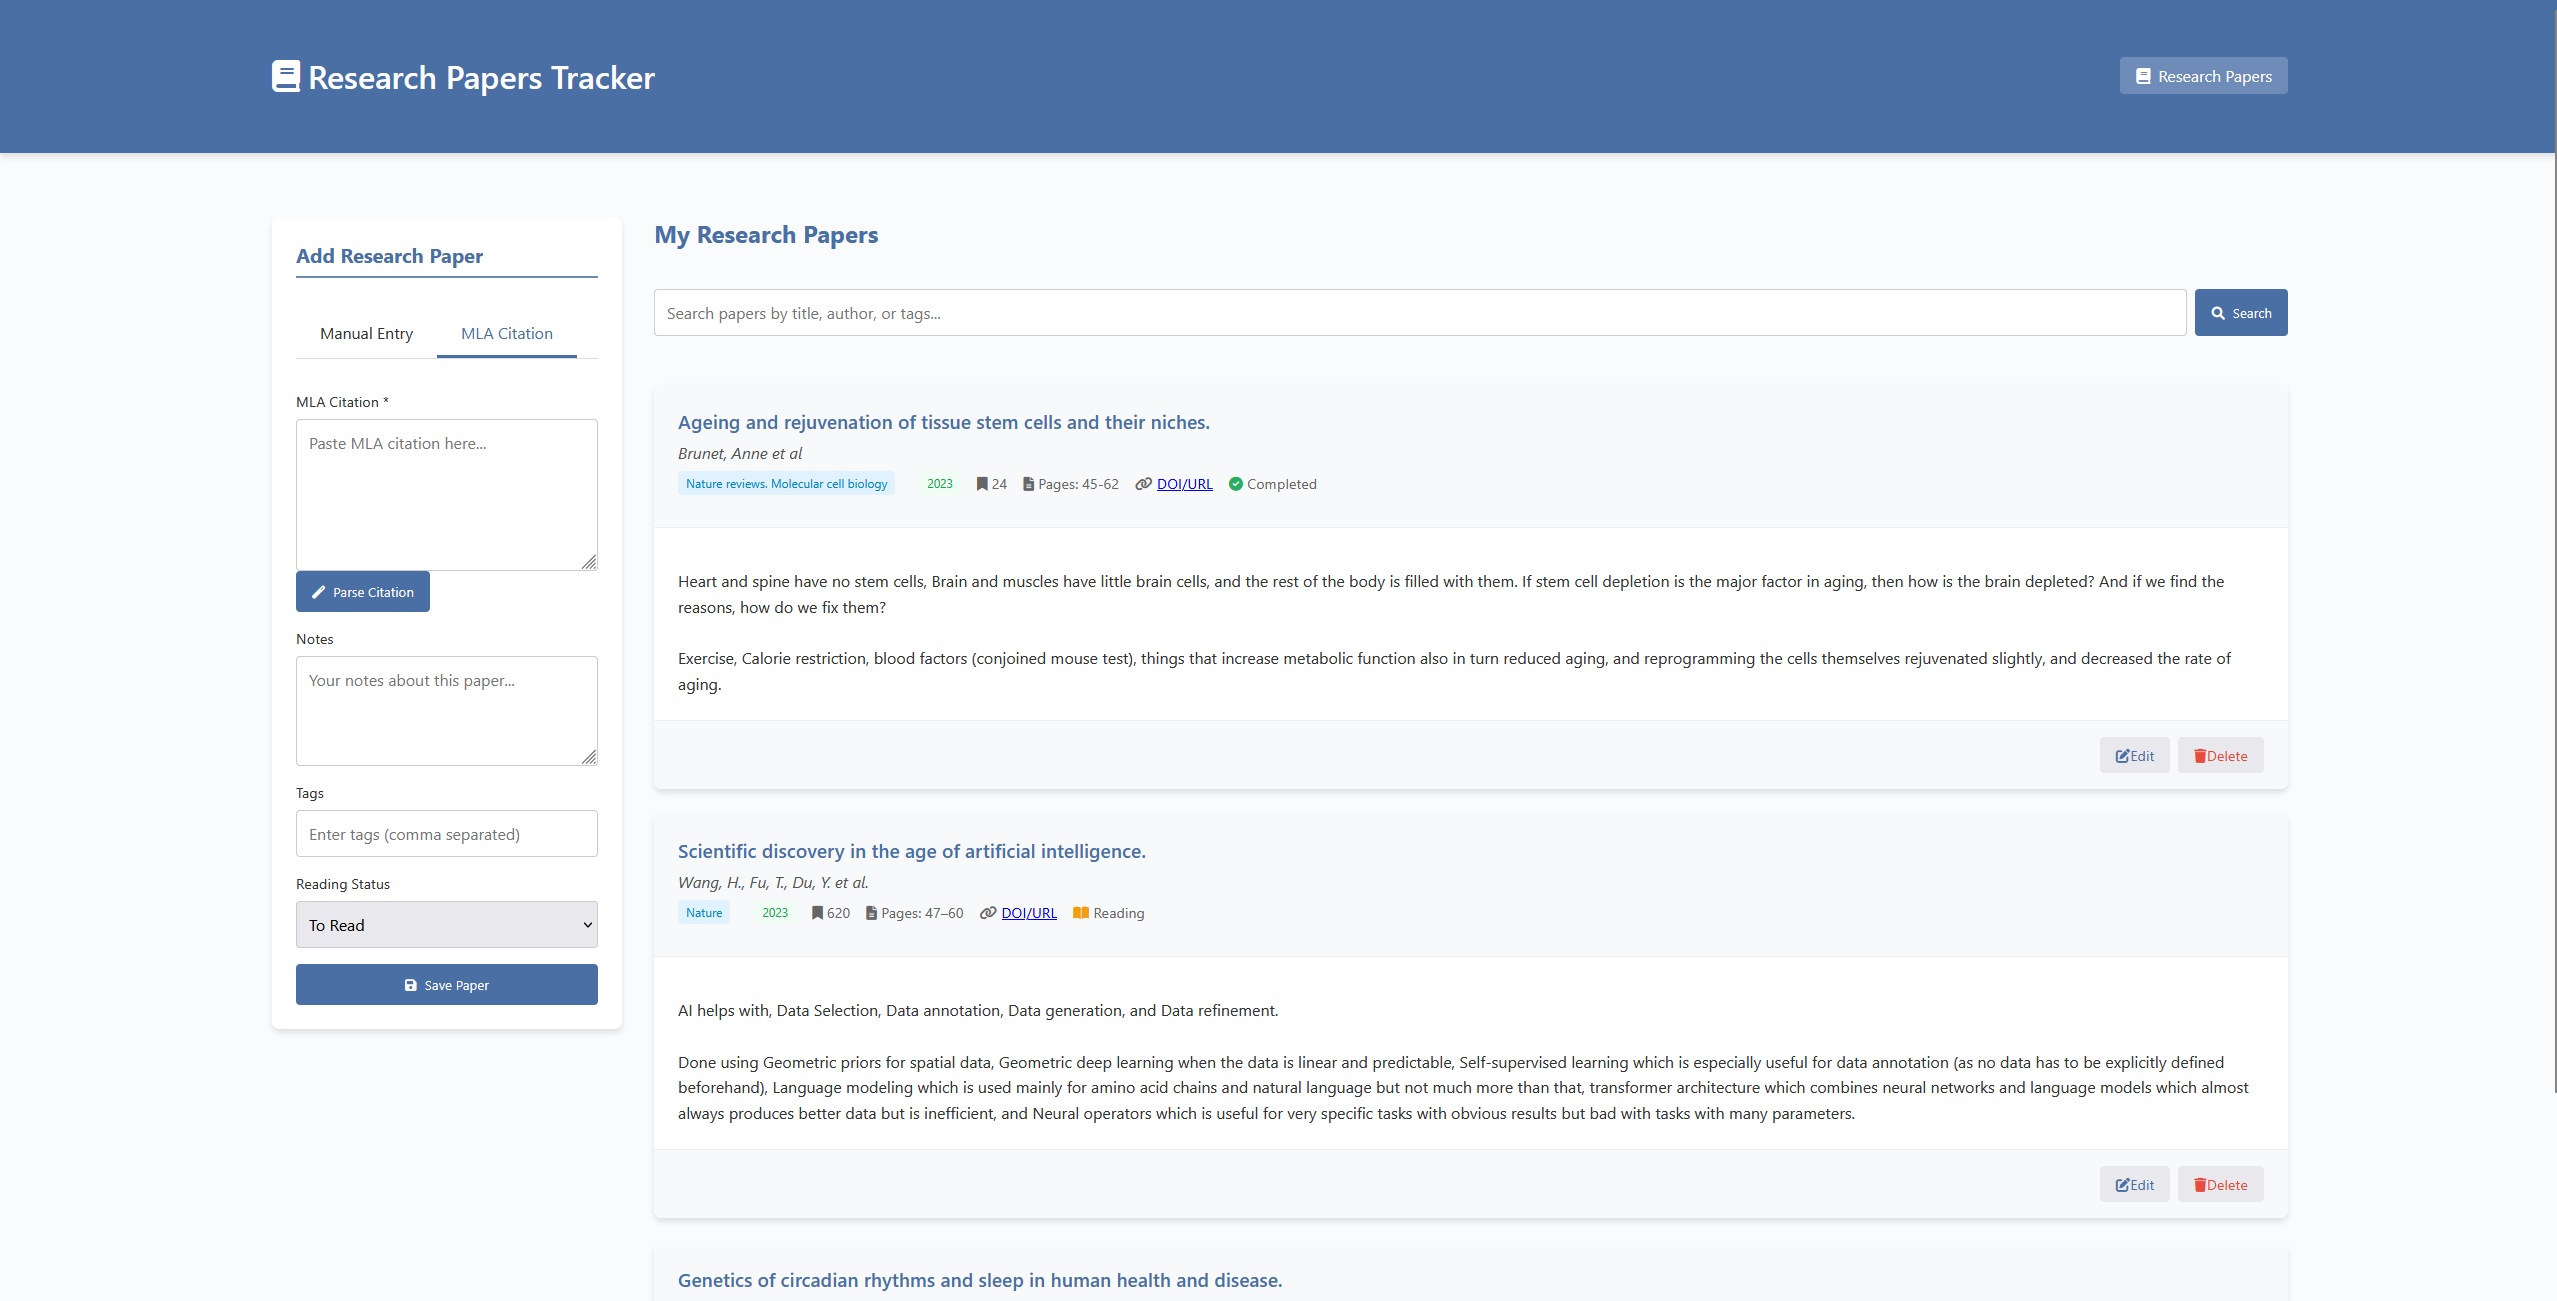 Research Papers Tracker
Research Papers
Add Research Paper
Manual Entry
MLA Citation
MLA Citation *
Paste MLA citation here...
Parse Citation
Notes
Your notes about this paper...
Tags
Enter tags (comma separated)
Reading Status
To Read
Save Paper
My Research Papers
Search papers by title, author, or tags...
Search
Ageing and rejuvenation of tissue stem cells and their niches.
Brunet, Anne et al
Nature reviews. Molecular cell biology 2023 24 Pages: 45-62 DOI/URL Completed
Heart and spine have no stem cells, Brain and muscles have little brain cells, and the rest of the body is filled with them. If stem cell depletion is the major factor in aging, then how is the brain depleted? And if we find the
reasons, how do we fix them?
Exercise, Calorie restriction, blood factors (conjoined mouse test), things that increase metabolic function also in turn reduced aging, and reprogramming the cells themselves rejuvenated slightly, and decreased the rate of
aging.
Edit
Delete
Scientific discovery in the age of artificial intelligence.
Wang, H., Fu, T., Du, Y. et al.
Nature 2023 620 Pages: 47–60 DOI/URL Reading
AI helps with, Data Selection, Data annotation, Data generation, and Data refinement.
Done using Geometric priors for spatial data, Geometric deep learning when the data is linear and predictable, Self-supervised learning which is especially useful for data annotation (as no data has to be explicitly defined
beforehand), Language modeling which is used mainly for amino acid chains and natural language but not much more than that, transformer architecture which combines neural networks and language models which almost
always produces better data but is inefficient, and Neural operators which is useful for very specific tasks with obvious results but bad with tasks with many parameters.
Edit
Delete
Genetics of circadian rhythms and sleep in human health and disease.